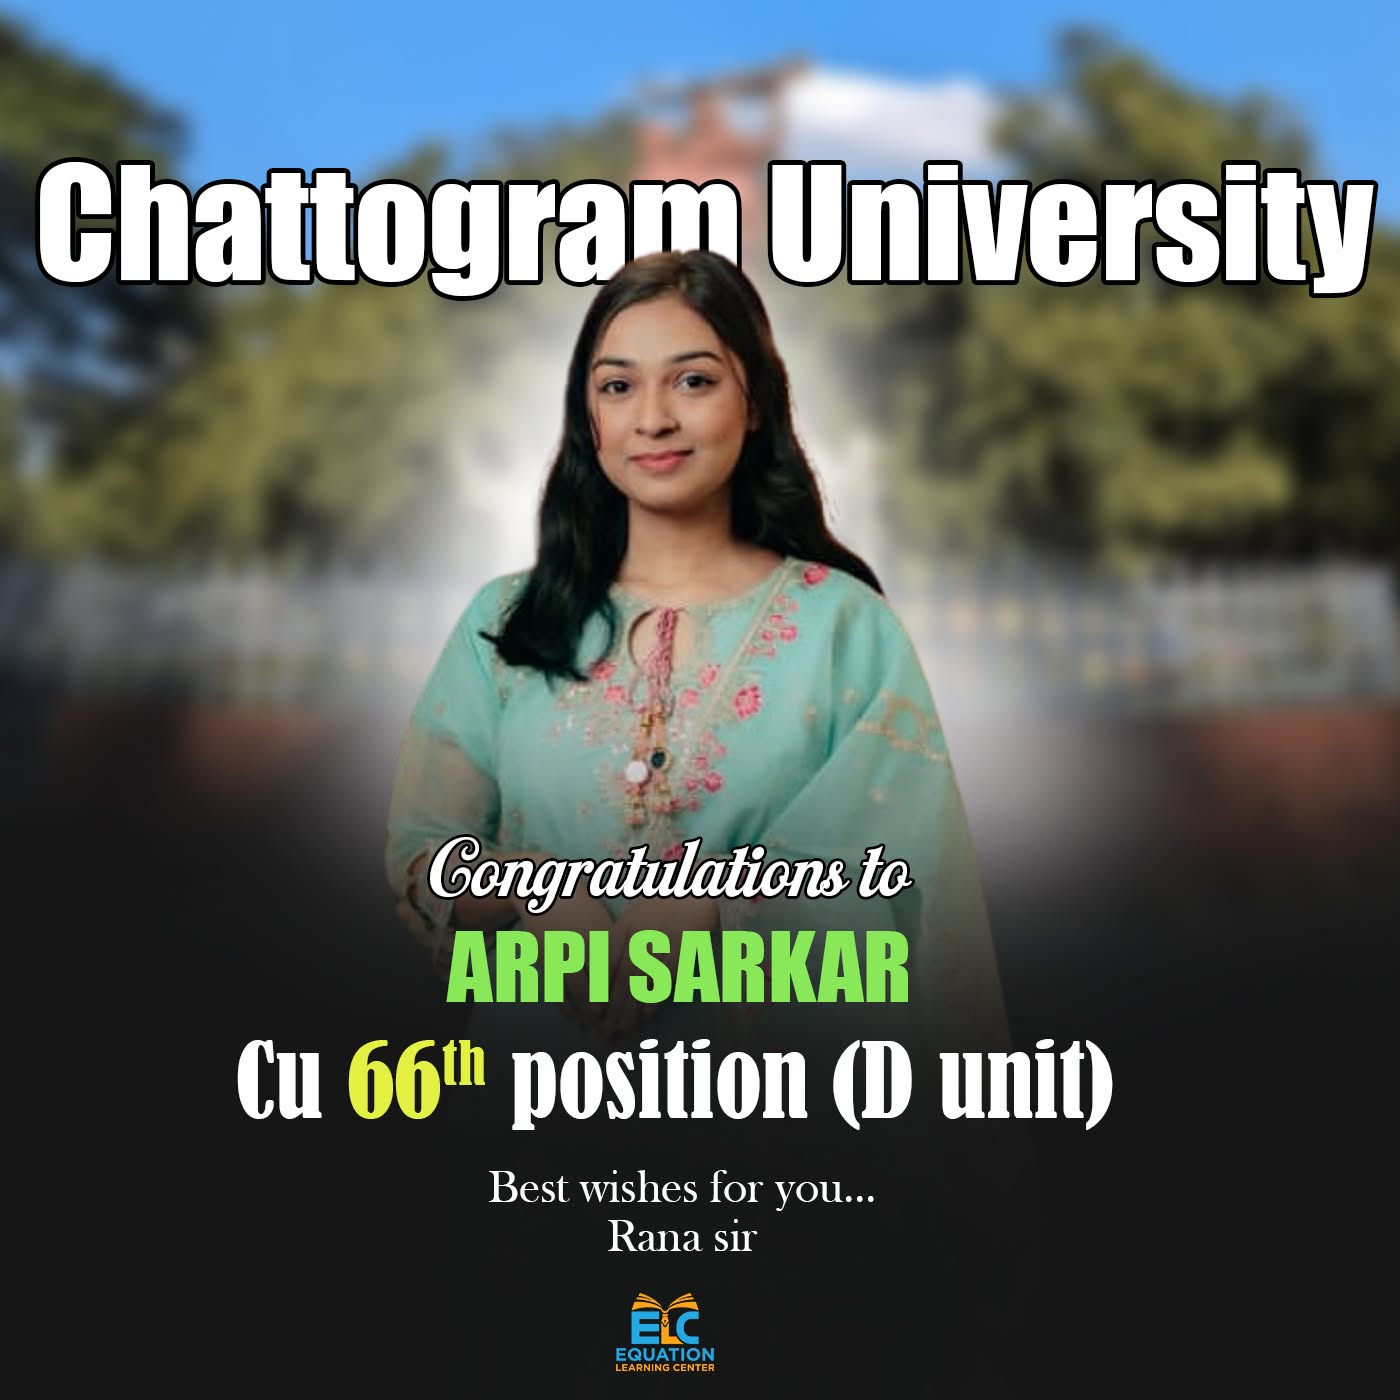 Chattogram University
Congratulations to
ARPI SARKAR
Cu 66th position (D unit)
Best wishes for you...
Rana sir
ELC
EQUATION
LEARNING CENTER